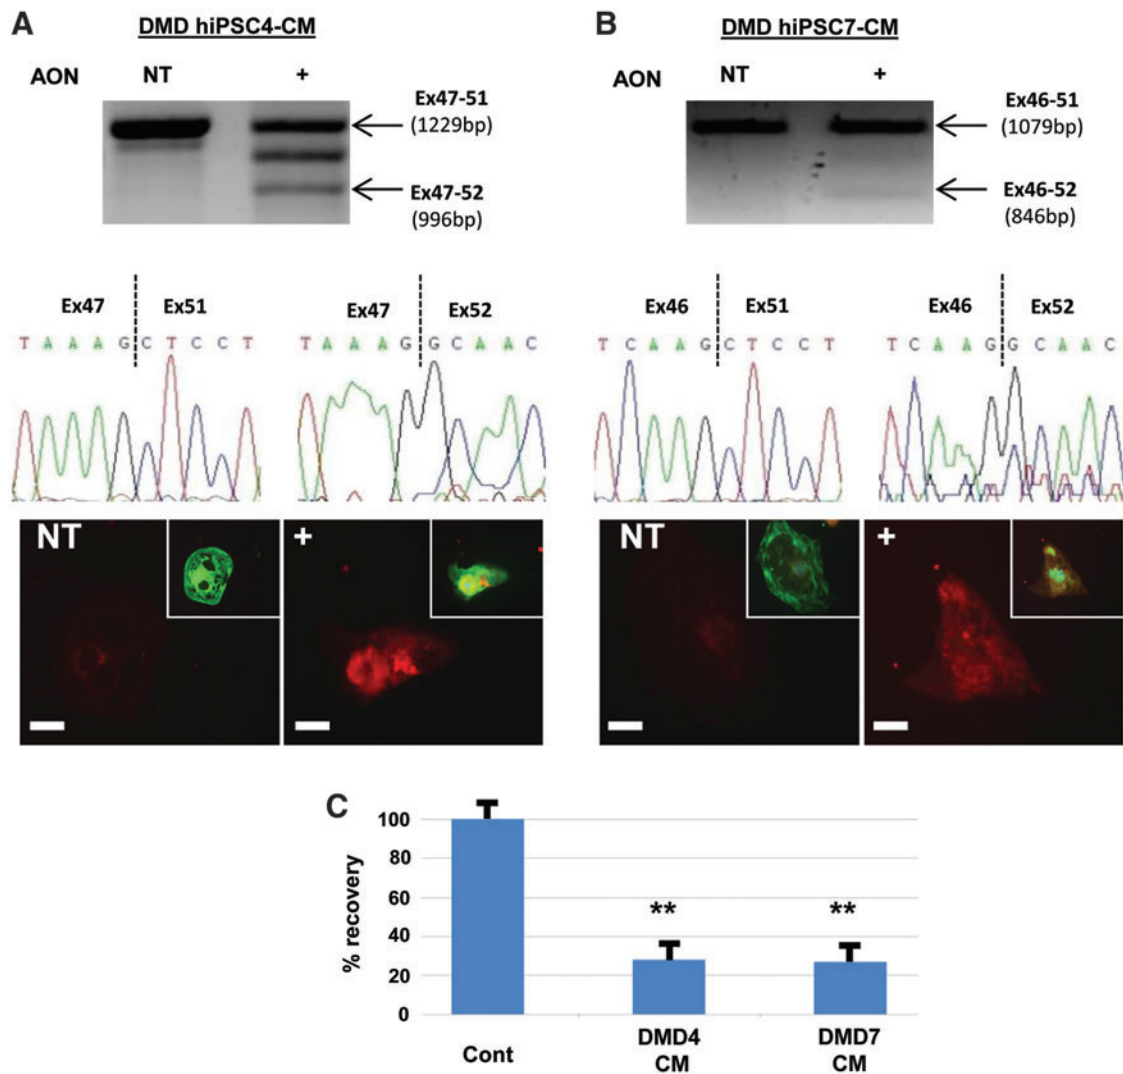 A
DMD hiPSC4-CM
AON NT +
Ex47-51
(1229bp)
Ex47-52
(996bp)
Ex47 Ex51
T A A A G C T C C T
Ex47 Ex52
T A A A G G C A A C
NT
+
B
DMD hiPSC7-CM
AON NT +
Ex46-51
(1079bp)
Ex46-52
(846bp)
Ex46 Ex51
T C A A G C T C C T
Ex46 Ex52
T C A A G G C A A C
NT
+
C
% recovery
100
80
60
40
20
0
**
**
Cont
DMD4
CM
DMD7
CM